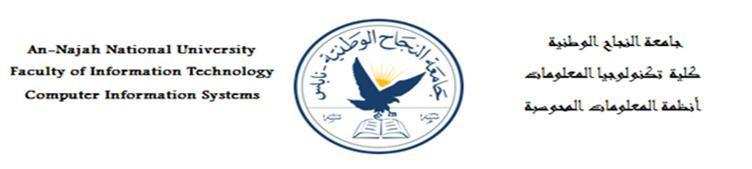 An-Najah National University
Faculty of Information Technology
Computer Information Systems
جامعة النجاح الوطنية - نابلس
جامعة النجاح الوطنية
كلية تكنولوجيا المعلومات
أنظمة المعلومات المحوسبة